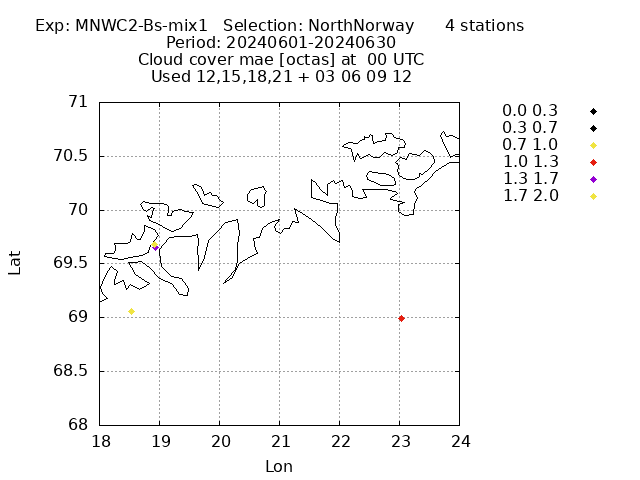 Exp: MNWC2-Bs-mix1   Selection: NorthNorway      4 stations
Period: 20240601-20240630
Cloud cover mae [octas] at  00 UTC
Used 12,15,18,21 + 03 06 09 12
71
70.5
70
69.5
69
68.5
68
18 19 20 21 22 23 24
Lat
Lon
0.0 0.3
0.3 0.7
0.7 1.0
1.0 1.3
1.3 1.7
1.7 2.0